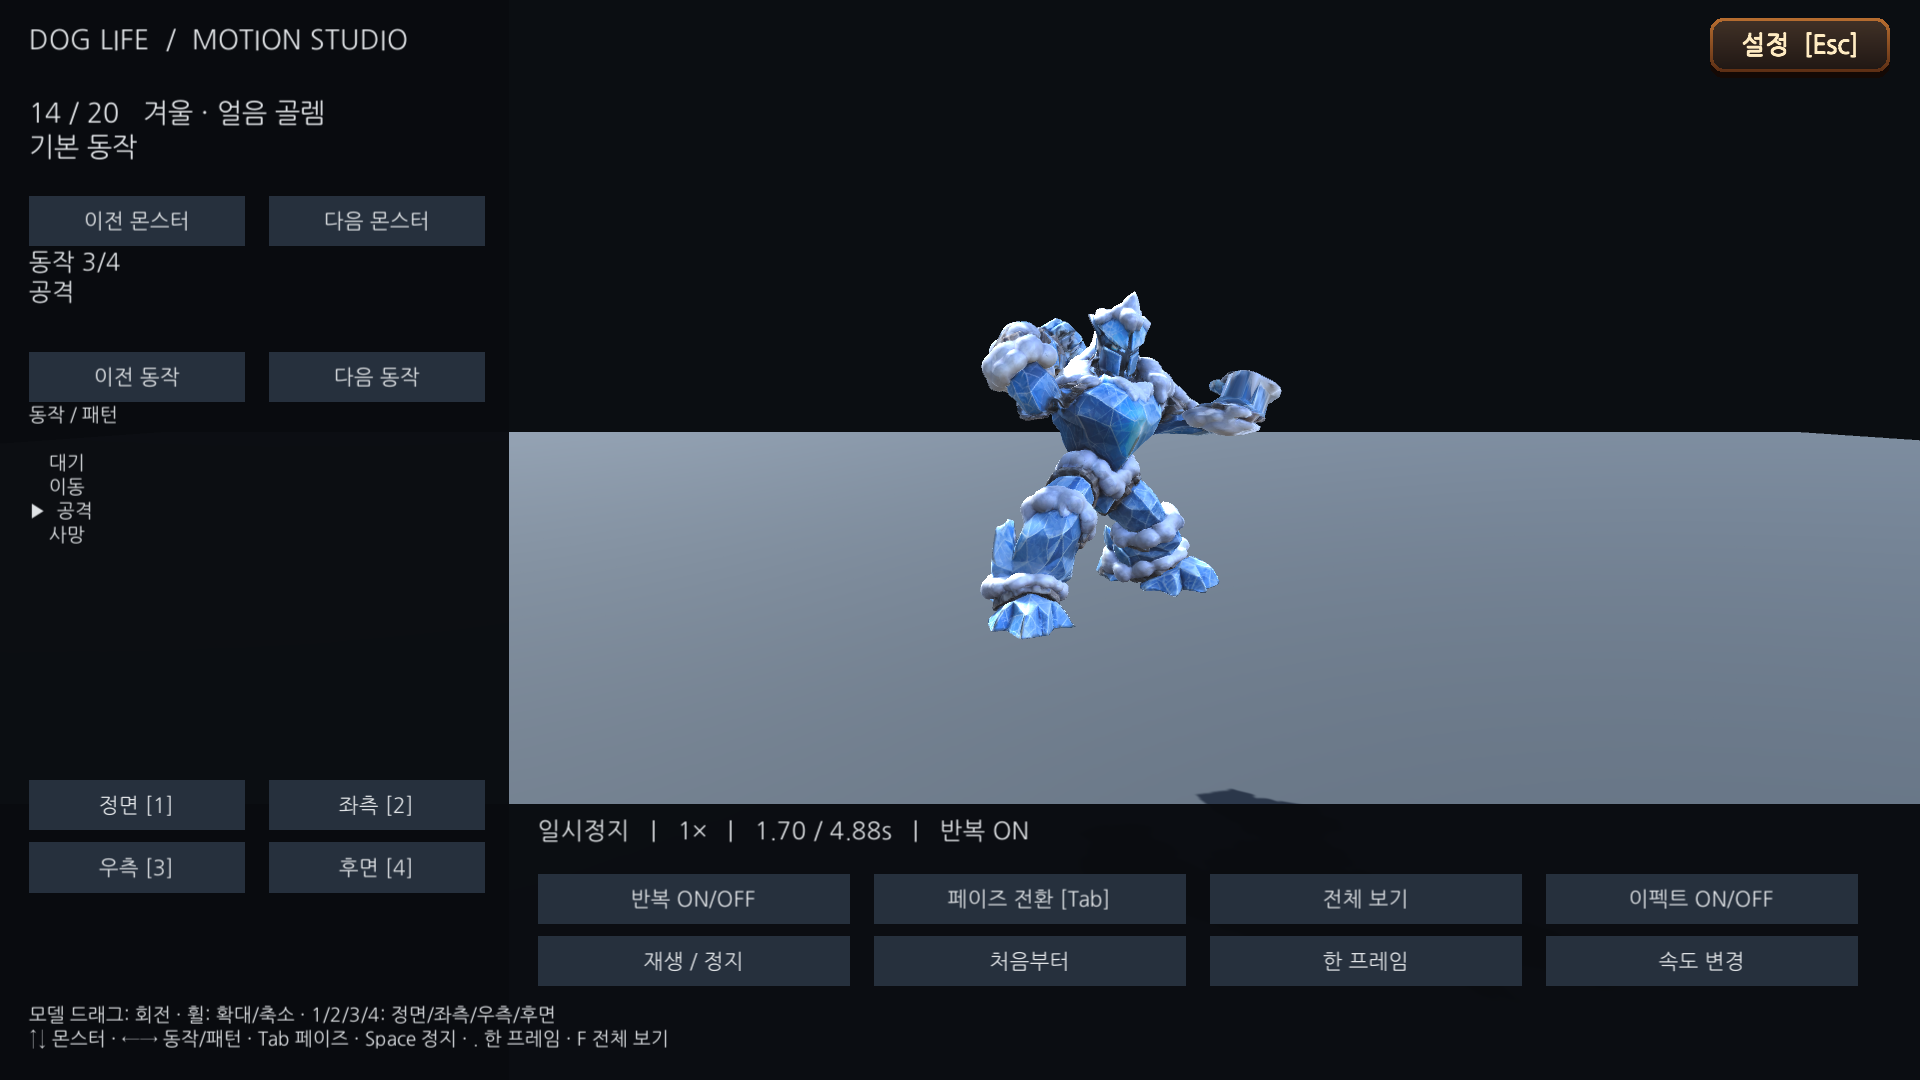 DOG LIFE / MOTION STUDIO
설정 [Esc]
14 / 20 겨울 · 얼음 골렘
기본 동작
이전 몬스터
다음 몬스터
동작 3/4
공격
이전 동작
다음 동작
동작 / 패턴
대기
이동
▶ 공격
사망
정면 [1]
좌측 [2]
우측 [3]
후면 [4]
일시정지 | 1× | 1.70 / 4.88s | 반복 ON
반복 ON/OFF
페이즈 전환 [Tab]
전체 보기
이펙트 ON/OFF
재생 / 정지
처음부터
한 프레임
속도 변경
모델 드래그: 회전 · 휠: 확대/축소 · 1/2/3/4: 정면/좌측/우측/후면
↑↓ 몬스터 · ←→ 동작/패턴 · Tab 페이즈 · Space 정지 · . 한 프레임 · F 전체 보기